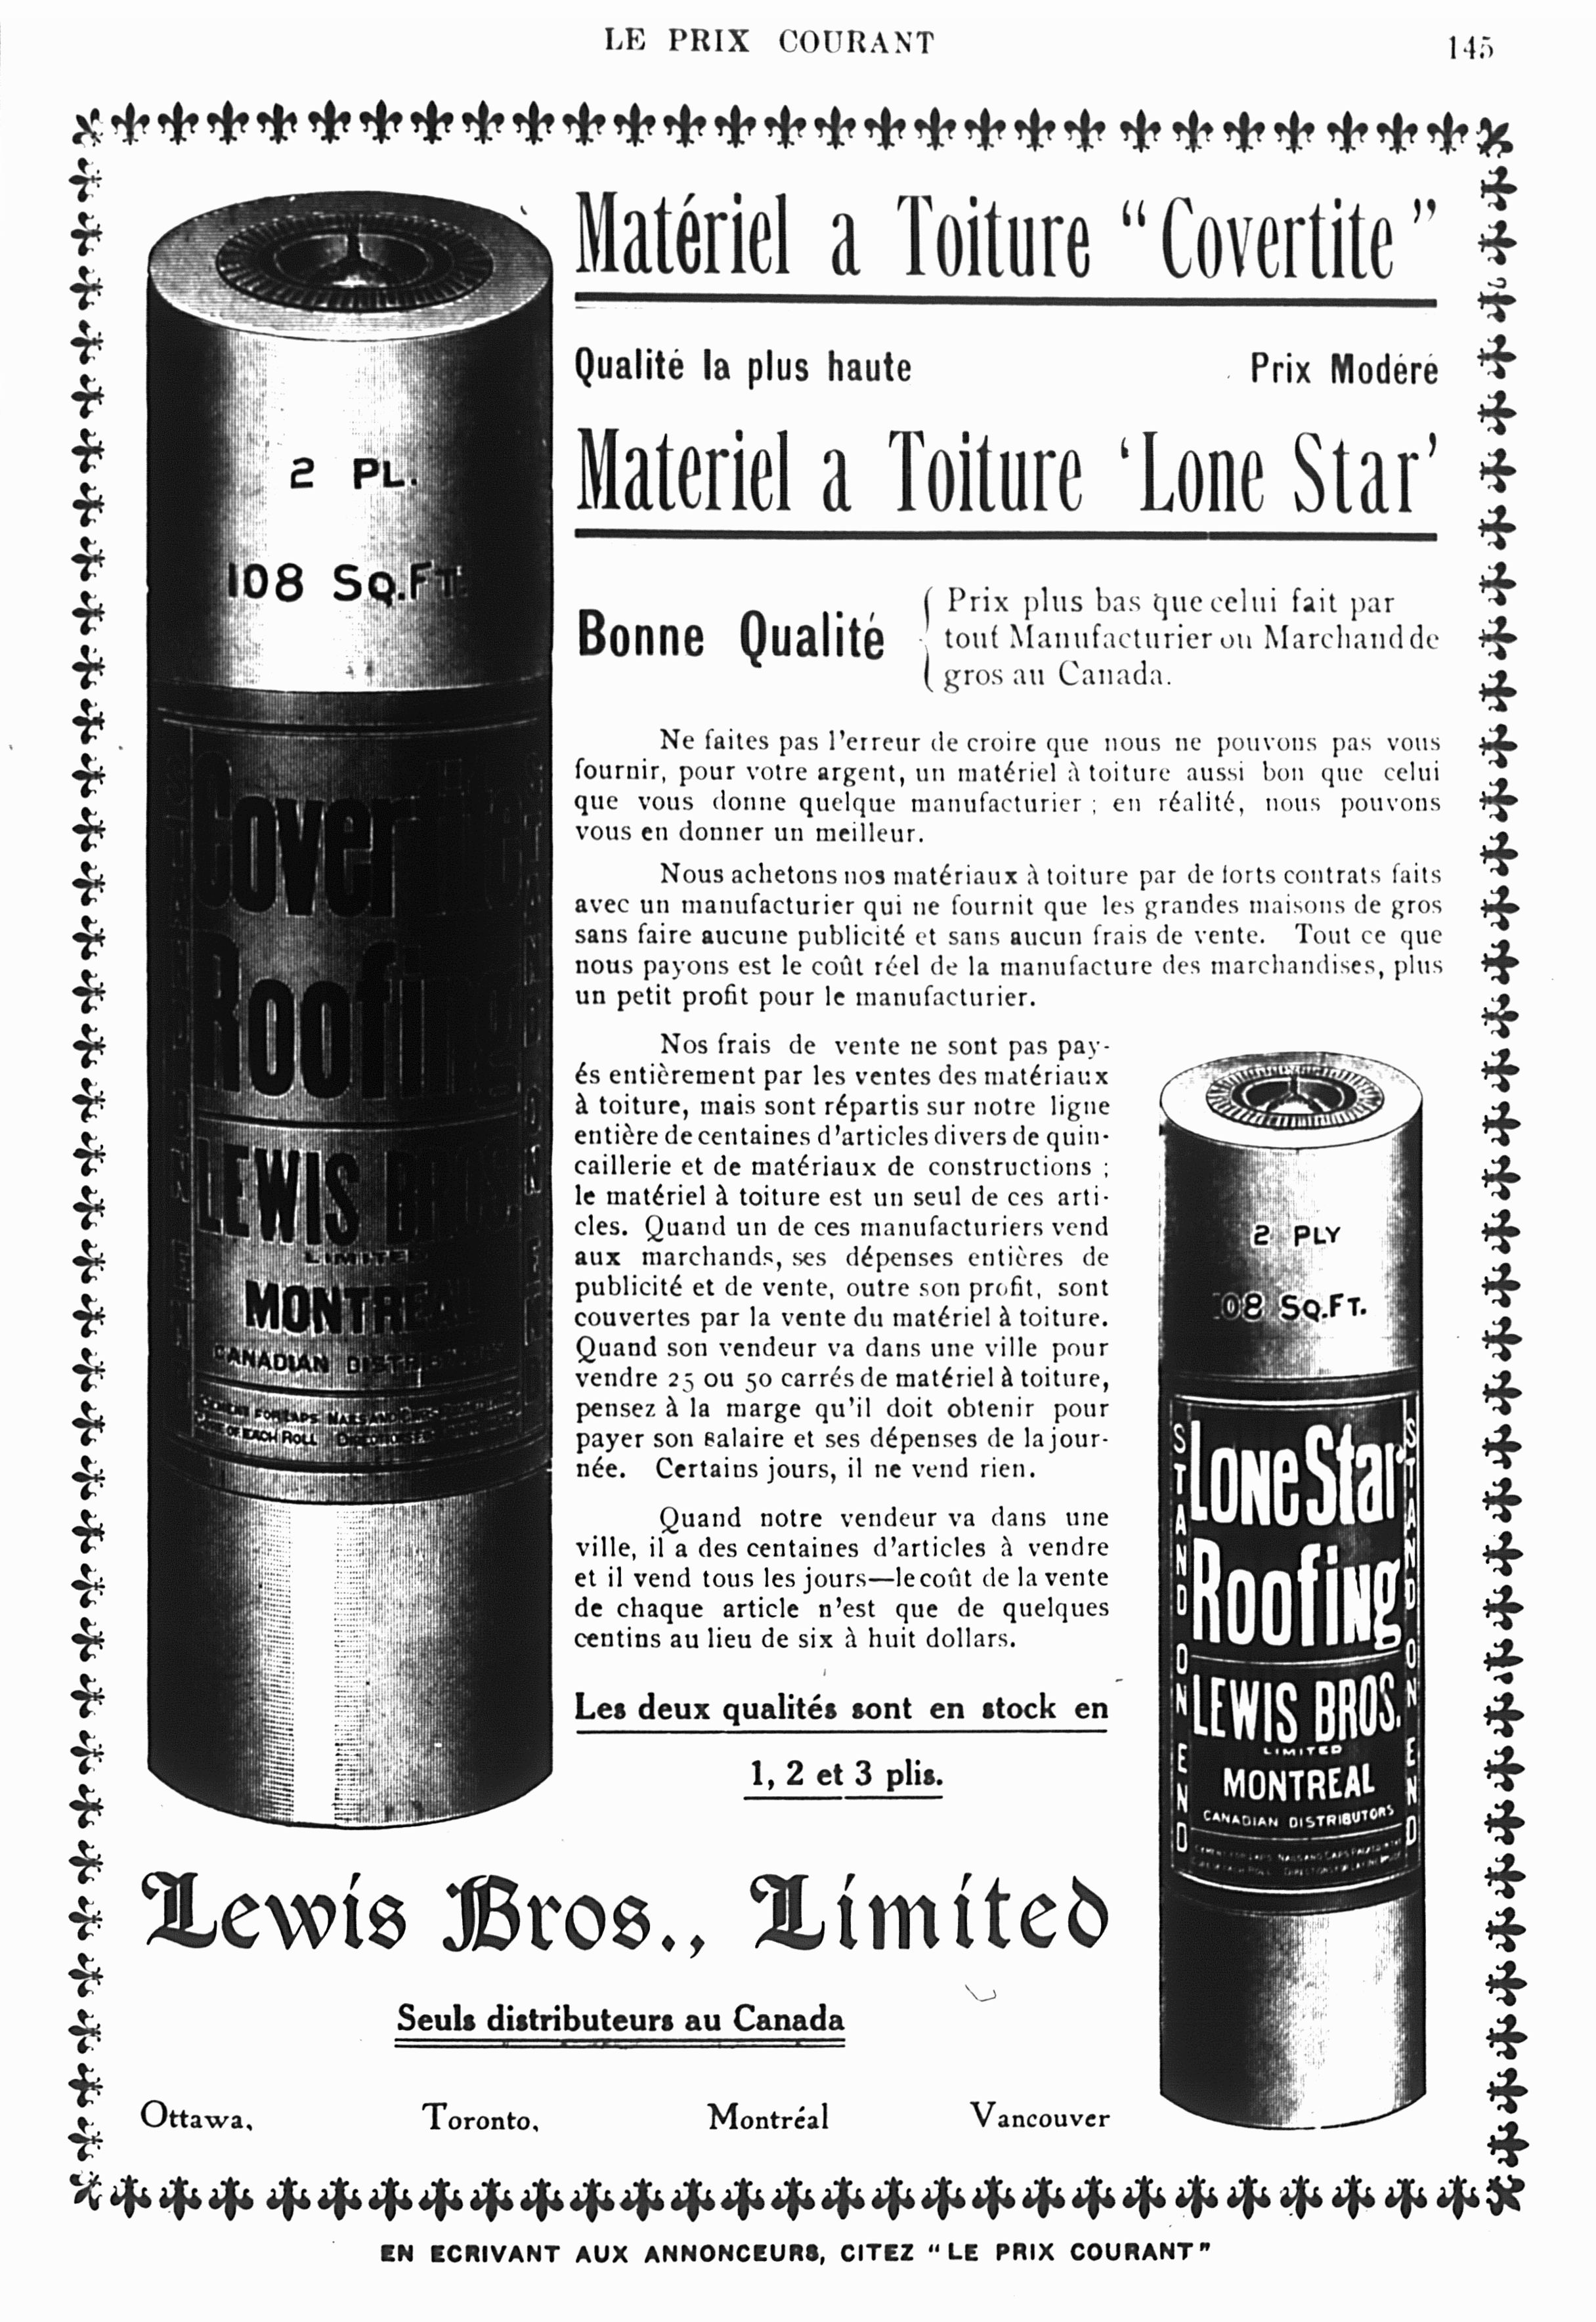 LE PRIX COURANT
145
Matériel a Toiture "Covertite"
Qualité la plus haute
Prix Modéré
Materiel a Toiture 'Lone Star'
Bonne Qualité
Prix plus bas que celui fait par
tout Manufacturier ou Marchand de
gros au Canada.
Ne faites pas l'erreur de croire que nous ne pouvons pas vous
fournir, pour votre argent, un matériel à toiture aussi bon que celui
que vous donne quelque manufacturier ; en réalité, nous pouvons
vous en donner un meilleur.
Nous achetons nos matériaux à toiture par de forts contrats faits
avec un manufacturier qui ne fournit que les grandes maisons de gros
sans faire aucune publicité et sans aucun frais de vente. Tout ce que
nous payons est le coût réel de la manufacture des marchandises, plus
un petit profit pour le manufacturier.
Nos frais de vente ne sont pas pay-
és entièrement par les ventes des matériaux
à toiture, mais sont répartis sur notre ligne
entière de centaines d'articles divers de quin-
caillerie et de matériaux de constructions ;
le matériel à toiture est un seul de ces arti-
cles. Quand un de ces manufacturiers vend
aux marchands, ses dépenses entières de
publicité et de vente, outre son profit, sont
couvertes par la vente du matériel à toiture.
Quand son vendeur va dans une ville pour
vendre 25 ou 50 carrés de matériel à toiture,
pensez à la marge qu'il doit obtenir pour
payer son salaire et ses dépenses de la jour-
née. Certains jours, il ne vend rien.
Quand notre vendeur va dans une
ville, il a des centaines d'articles à vendre
et il vend tous les jours—le coût de la vente
de chaque article n'est que de quelques
centins au lieu de six à huit dollars.
Les deux qualités sont en stock en
1, 2 et 3 plis.
2 PL.
108 SQ.FT.
Covertite
Roofing
LEWIS BROS.
LIMITED
MONTREAL
CANADIAN DISTRIBUTORS
CEMENT FOR LAPS NAILS AND CAPS
OF EACH ROLL
2 PLY
108 SQ.FT.
STAND ON END
Lone Star
Roofing
LEWIS BROS.
LIMITED
MONTREAL
CANADIAN DISTRIBUTORS
STAND ON END
Lewis Bros., Limited
Seuls distributeurs au Canada
Ottawa, Toronto, Montréal Vancouver
EN ECRIVANT AUX ANNONCEURS, CITEZ "LE PRIX COURANT"